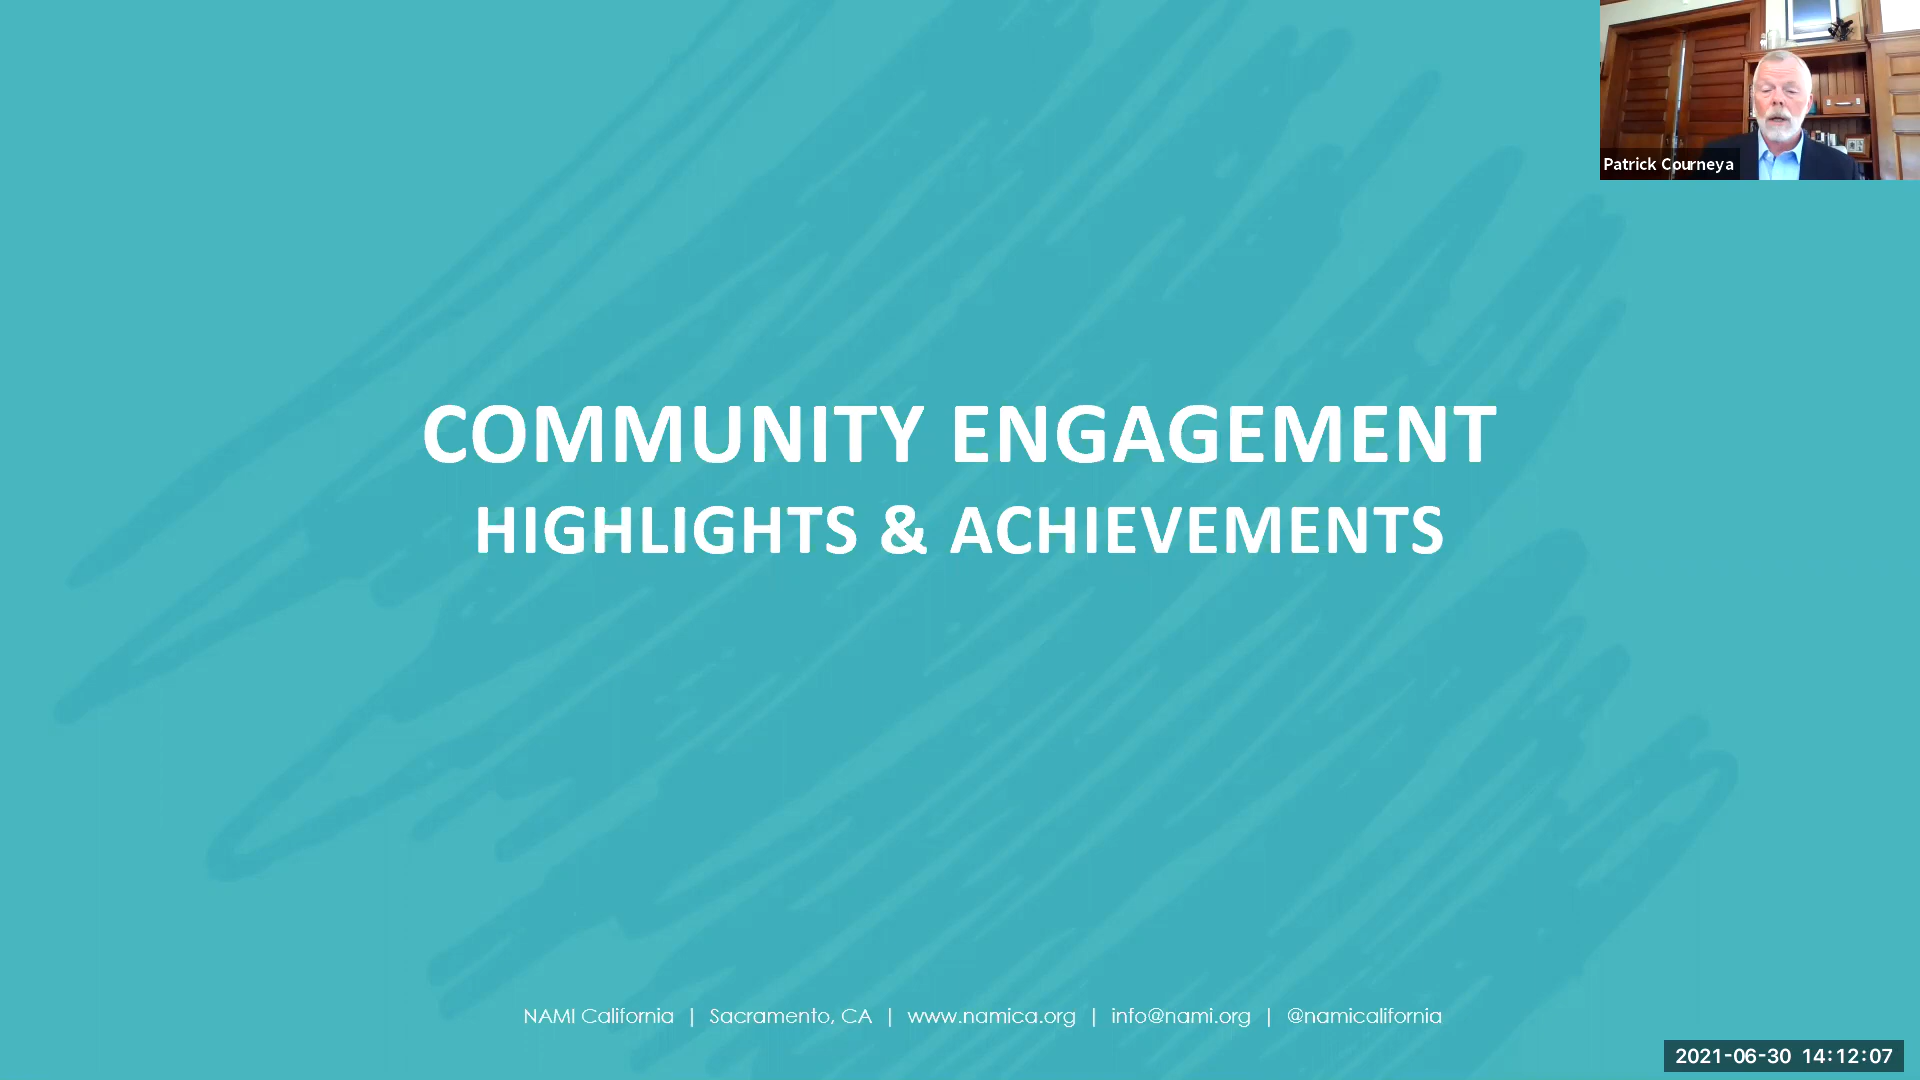 Patrick Courneya
COMMUNITY ENGAGEMENT
HIGHLIGHTS & ACHIEVEMENTS
NAMI California | Sacramento, CA | www.namica.org | info@nami.org | @namicalifornia
2021-06-30 14:12:07